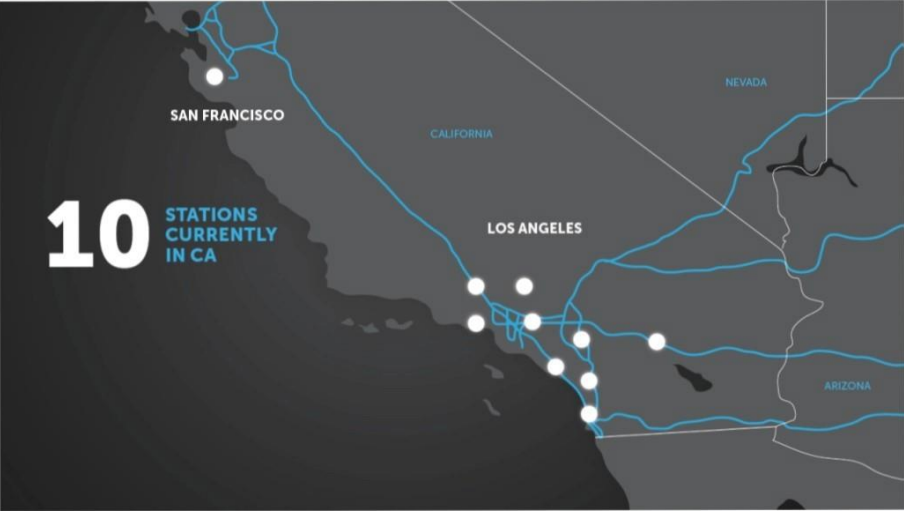 NEVADA
SAN FRANCISCO
CALIFORNIA
10
STATIONS
CURRENTLY
IN CA
LOS ANGELES
ARIZONA